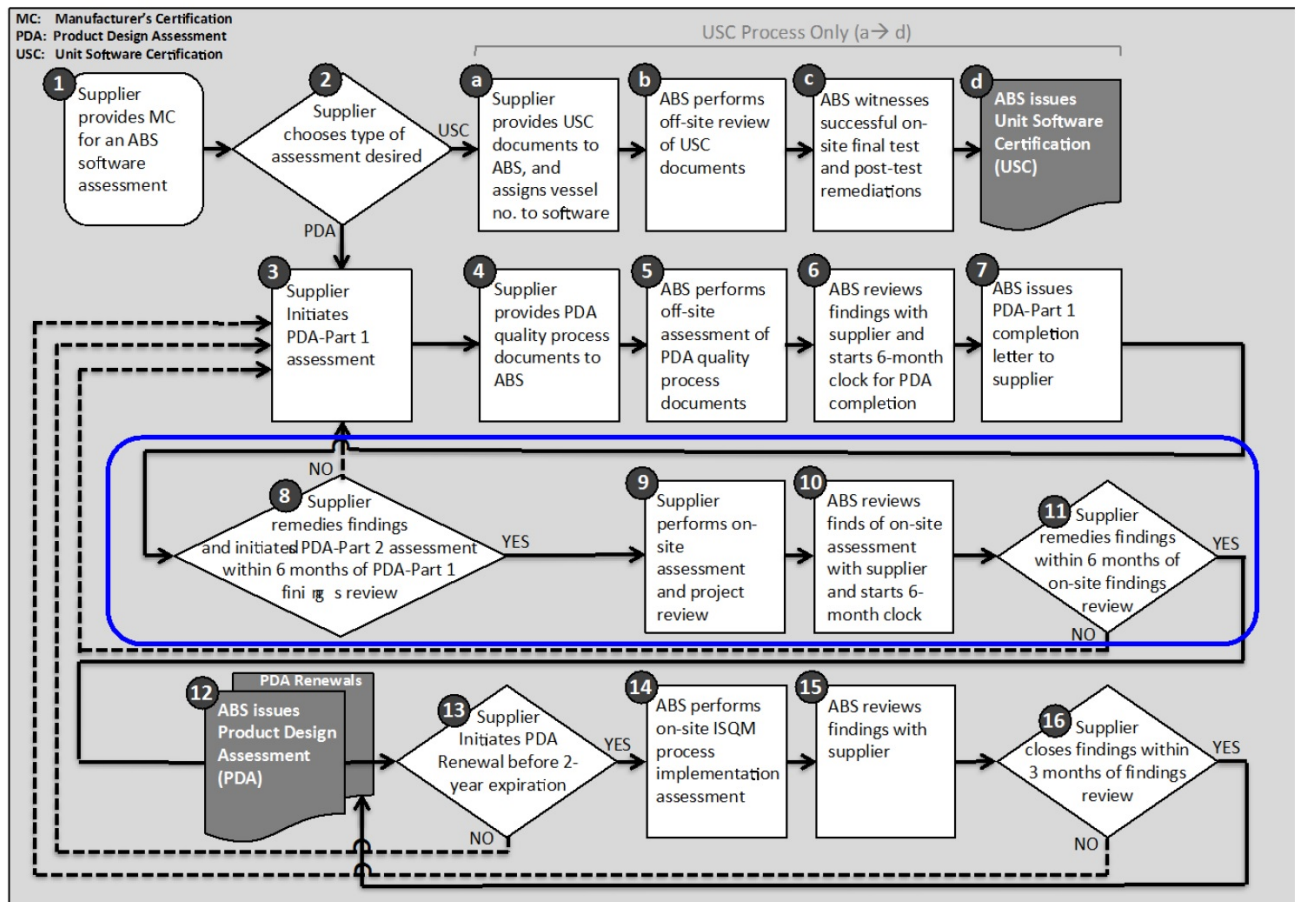 MC: Manufacturer's Certification
PDA: Product Design Assessment
USC: Unit Software Certification
USC Process Only (a→ d)
1
Supplier
provides MC
for an ABS
software
assessment
2
Supplier
chooses type of
assessment desired
USC
PDA
a
Supplier
provides USC
documents to
ABS, and
assigns vessel
no. to software
b
ABS performs
off-site review
of USC
documents
c
ABS witnesses
successful on-
site final test
and post-test
remediations
d
ABS issues
Unit Software
Certification
(USC)
3
Supplier
Initiates
PDA-Part 1
assessment
4
Supplier
provides PDA
quality process
documents to
ABS
5
ABS performs
off-site
assessment of
PDA quality
process
documents
6
ABS reviews
findings with
supplier and
starts 6-month
clock for PDA
completion
7
ABS issues
PDA-Part 1
completion
letter to
supplier
NO
8
Supplier
remedies findings
and initiated PDA-Part 2 assessment
within 6 months of PDA-Part 1
review
YES
9
Supplier
performs on-
site
assessment
and project
review
10
ABS reviews
finds of on-site
assessment
with supplier
and starts 6-
month clock
11
Supplier
remedies findings
within 6 months of
on-site findings
review
YES
NO
PDA Renewals
12
ABS issues
Product Design
Assessment
(PDA)
13
Supplier
Initiates PDA
Renewal before 2-
year expiration
YES
NO
14
ABS performs
on-site ISQM
process
implementation
assessment
15
ABS reviews
findings with
supplier
16
Supplier
closes findings within
3 months of findings
review
YES
NO